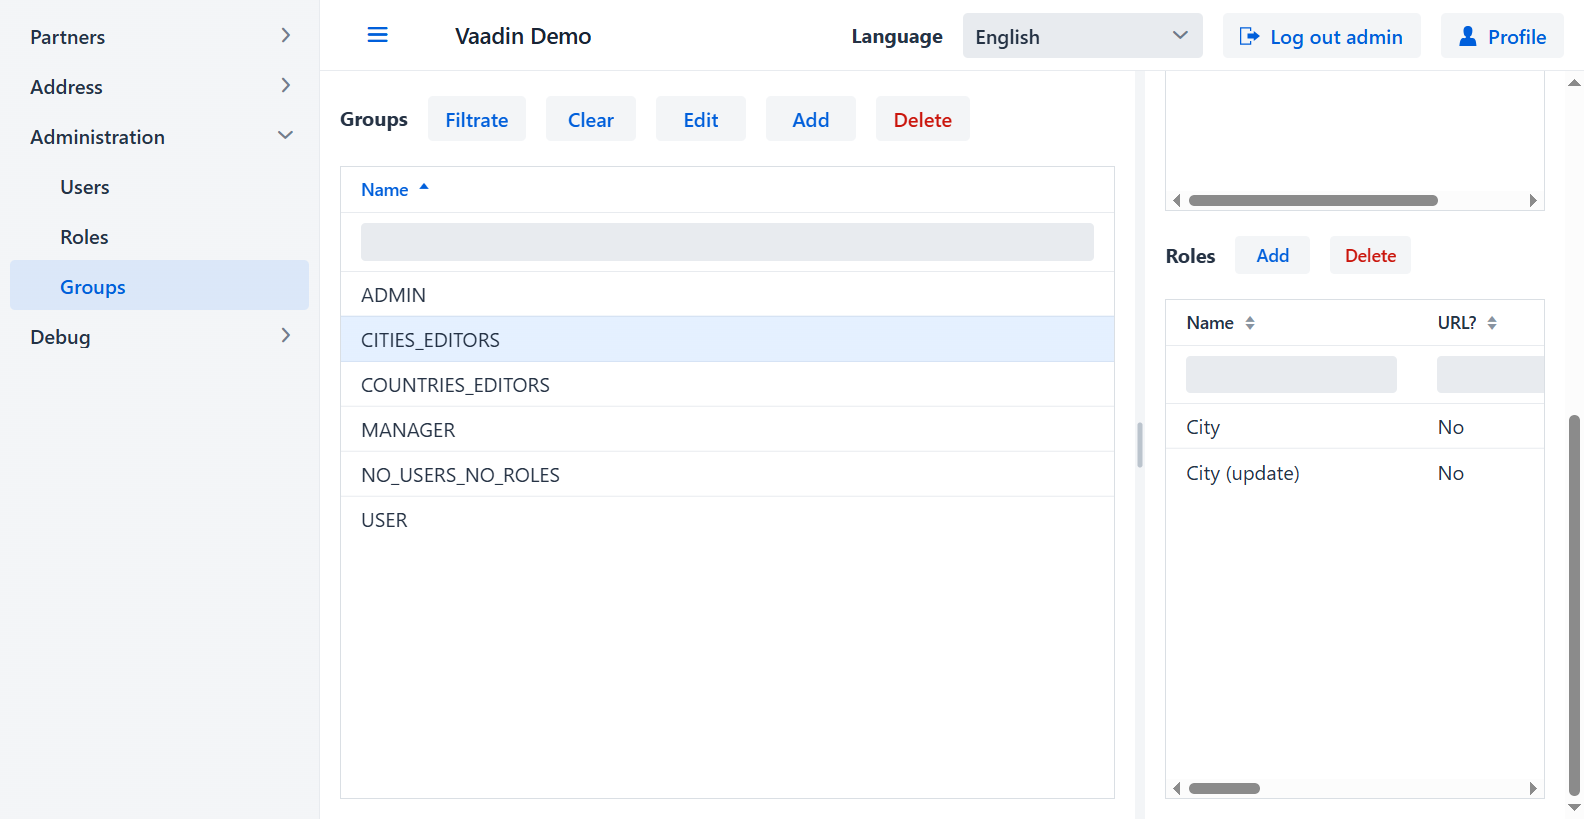 Partners
Address
Administration
Users
Roles
Groups
Debug
Vaadin Demo
Language
English
Log out admin
Profile
Groups
Filtrate
Clear
Edit
Add
Delete
Name
ADMIN
CITIES_EDITORS
COUNTRIES_EDITORS
MANAGER
NO_USERS_NO_ROLES
USER
Roles
Add
Delete
Name URL?
City No
City (update) No